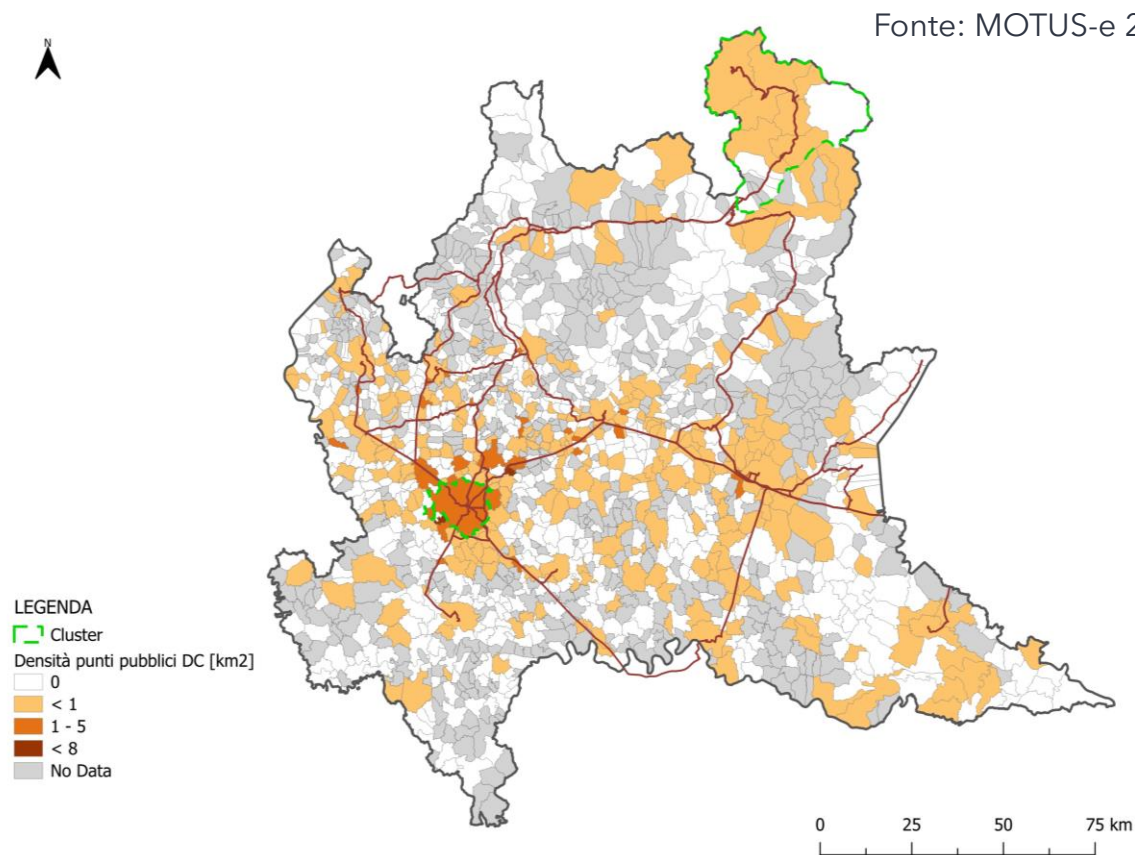 Fonte: MOTUS-e 2
N
LEGENDA
Cluster
Densità punti pubblici DC [km2]
0
< 1
1 - 5
< 8
No Data
0 25 50 75 km